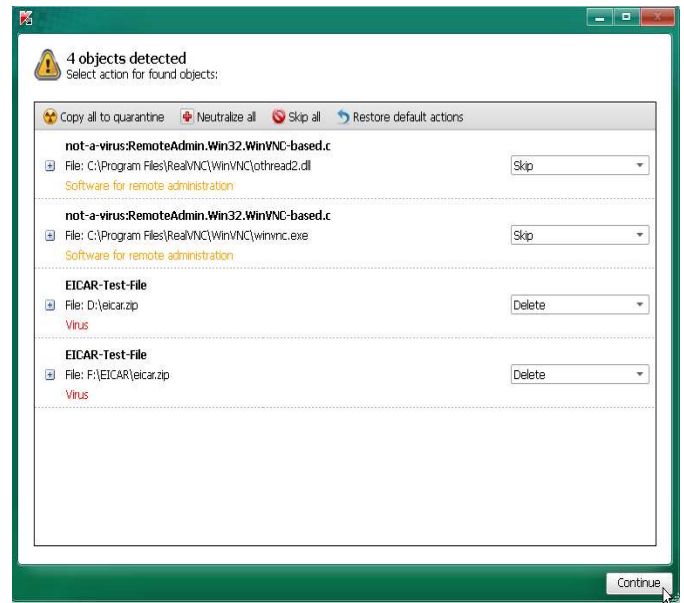 4 objects detected
Select action for found objects:
Copy all to quarantine Neutralize all Skip all Restore default actions
not-a-virus:RemoteAdmin.Win32.WinVNC-based.c
File: C:\Program Files\RealVNC\WinVNC\othread2.dll Skip
Software for remote administration
not-a-virus:RemoteAdmin.Win32.WinVNC-based.c
File: C:\Program Files\RealVNC\WinVNC\winvnc.exe Skip
Software for remote administration
EICAR-Test-File
File: D:\eicar.zip Delete
Virus
EICAR-Test-File
File: F:\EICAR\eicar.zip Delete
Virus
Continue